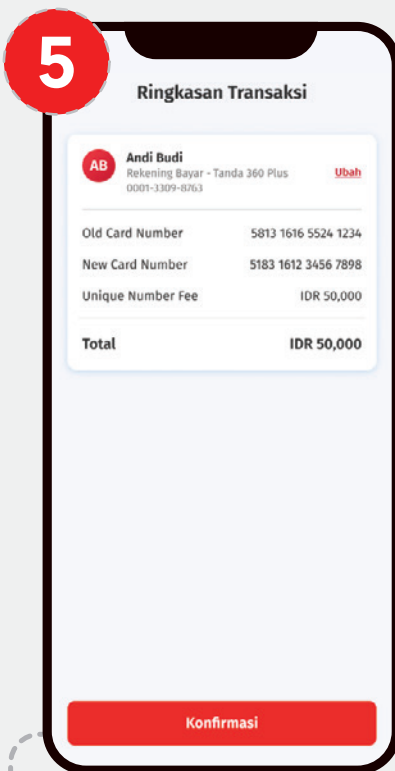 5
Ringkasan Transaksi
AB
Andi Budi
Rekening Bayar - Tanda 360 Plus
Ubah
0001-3309-8763
Old Card Number 5813 1616 5524 1234
New Card Number 5183 1612 3456 7898
Unique Number Fee IDR 50,000
Total IDR 50,000
Konfirmasi